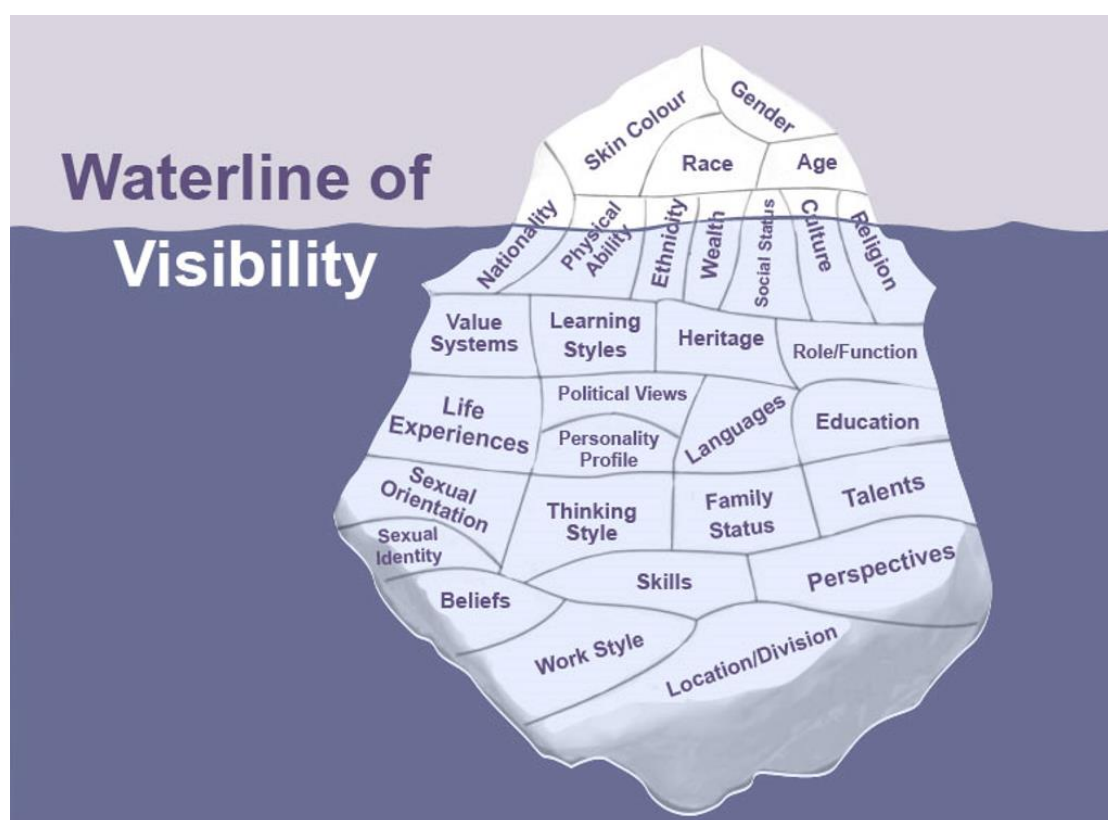 Waterline of
Visibility
Skin Colour
Gender
Race
Age
Nationality
Physical
Ability
Ethnicity
Wealth
Social Status
Culture
Religion
Value
Systems
Learning
Styles
Heritage
Role/Function
Life
Experiences
Political Views
Personality
Profile
Languages
Education
Sexual
Orientation
Thinking
Style
Family
Status
Talents
Sexual
Identity
Beliefs
Skills
Perspectives
Work Style
Location/Division